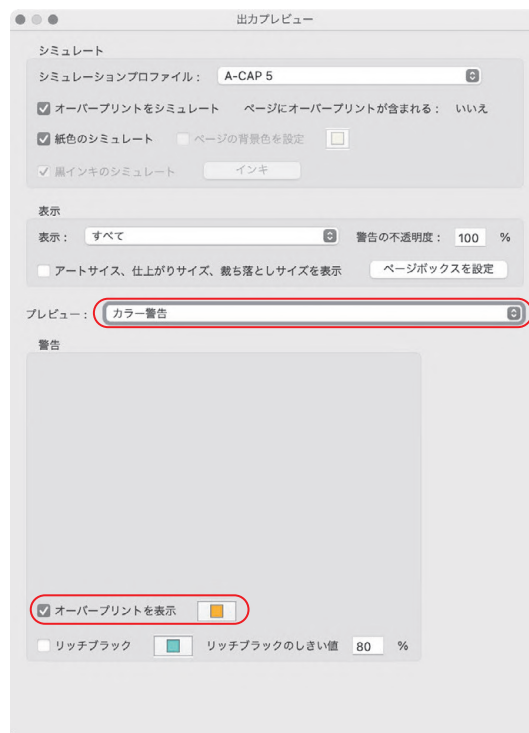 出力プレビュー
シミュレート
シミュレーションプロファイル： A-CAP 5
オーバープリントをシミュレート ページにオーバープリントが含まれる： いいえ
紙色のシミュレート ページの背景色を設定
黒インキのシミュレート インキ
表示
表示： すべて 警告の不透明度： 100 %
アートサイズ、仕上がりサイズ、裁ち落としサイズを表示 ページボックスを設定
プレビュー： カラー警告
警告
オーバープリントを表示
リッチブラック リッチブラックのしきい値 80 %